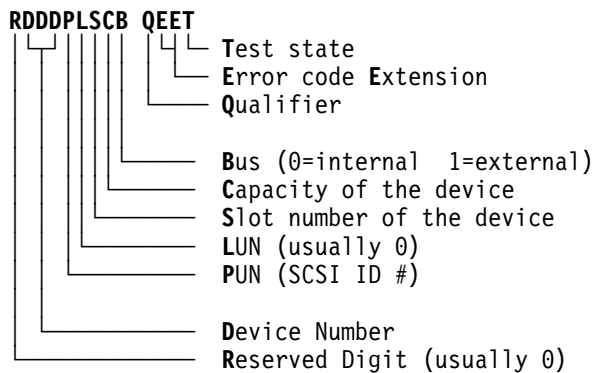 RDDDPLSCB QEET
Test state
Error code Extension
Qualifier
Bus (0=internal 1=external)
Capacity of the device
Slot number of the device
LUN (usually 0)
PUN (SCSI ID #)
Device Number
Reserved Digit (usually 0)